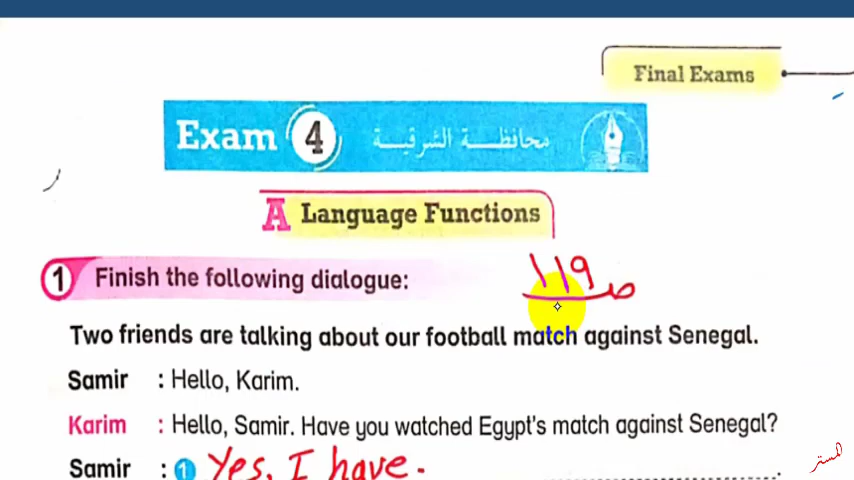 Final Exams
Exam 4 محافظة الشرقية
A Language Functions
1 Finish the following dialogue:
ص ١١٩
Two friends are talking about our football match against Senegal.
Samir : Hello, Karim.
Karim : Hello, Samir. Have you watched Egypt's match against Senegal?
Samir : 1 Yes, I have.
المستر